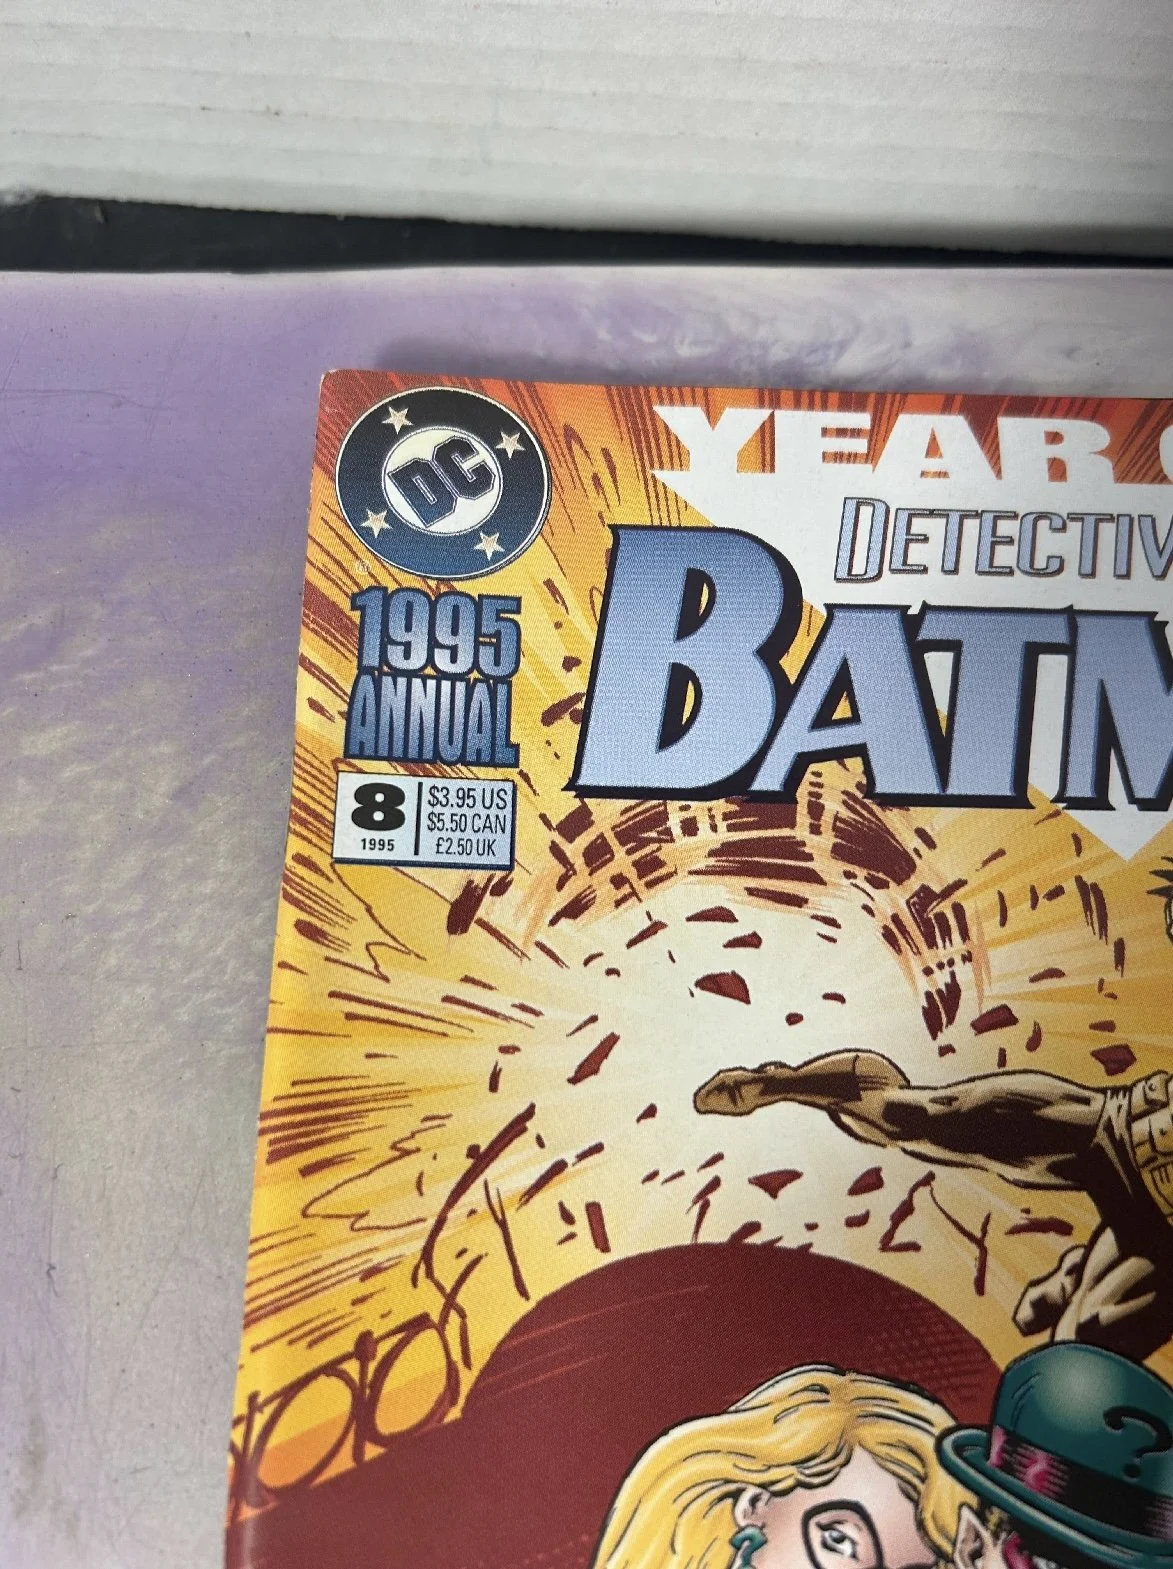 DC
YEAR
DETECTIV
BATM
1995
ANNUAL
8
1995
$3.95 US
$5.50 CAN
£2.50 UK
?